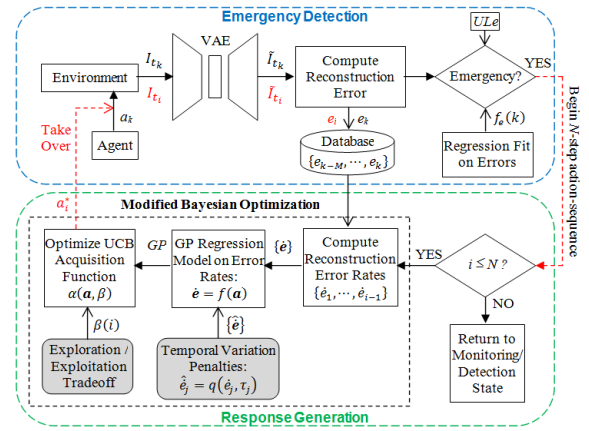 Emergency Detection
ULe
VAE
I_{t_k}
Ĩ_{t_k}
YES
Environment
Compute
Reconstruction
Error
Emergency?
I_{t_i}
Ĩ_{t_i}
a_k
e_i e_k
f_e(k)
Take
Over
Agent
Database
{e_{k−M}, ⋯, e_k}
Regression Fit
on Errors
Begin N-step action-sequence
a_i^*
Modified Bayesian Optimization
Optimize UCB
Acquisition
Function
α(a, β)
GP
GP Regression
Model on Error
Rates:
ė = f(a)
{ė}
Compute
Reconstruction
Error Rates
{ė_1, ⋯, ė_{i−1}}
YES
i ≤ N ?
NO
β(i)
{ê̇}
Exploration /
Exploitation
Tradeoff
Temporal Variation
Penalties:
ê̇_j = q(ė_j, τ_j)
Return to
Monitoring/
Detection
State
Response Generation